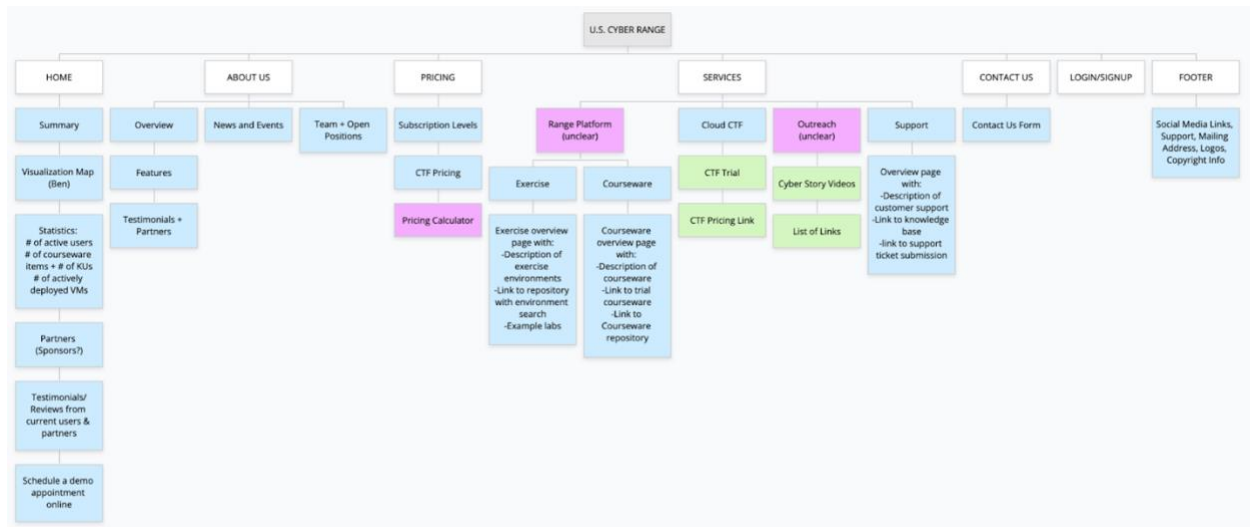 U.S. CYBER RANGE
HOME
ABOUT US
PRICING
SERVICES
CONTACT US
LOGIN/SIGNUP
FOOTER
Summary
Visualization Map
(Ben)
Statistics:
# of active users
# of courseware
items + # of KUs
# of actively
deployed VMs
Partners
(Sponsors?)
Testimonials/
Reviews from
current users &
partners
Schedule a demo
appointment
online
Overview
Features
Testimonials +
Partners
News and Events
Team + Open
Positions
Subscription Levels
CTF Pricing
Pricing Calculator
Range Platform
(unclear)
Exercise
Exercise overview
page with:
-Description of
exercise
environments
-Link to repository
with environment
search
-Example labs
Courseware
Courseware
overview page
with:
-Description of
courseware
-Link to trial
courseware
-Link to
Courseware
repository
Cloud CTF
CTF Trial
CTF Pricing Link
Outreach
(unclear)
Cyber Story Videos
List of Links
Support
Overview page
with:
-Description of
customer support
-Link to knowledge
base
-link to support
ticket submission
Contact Us Form
Social Media Links,
Support, Mailing
Address, Logos,
Copyright Info